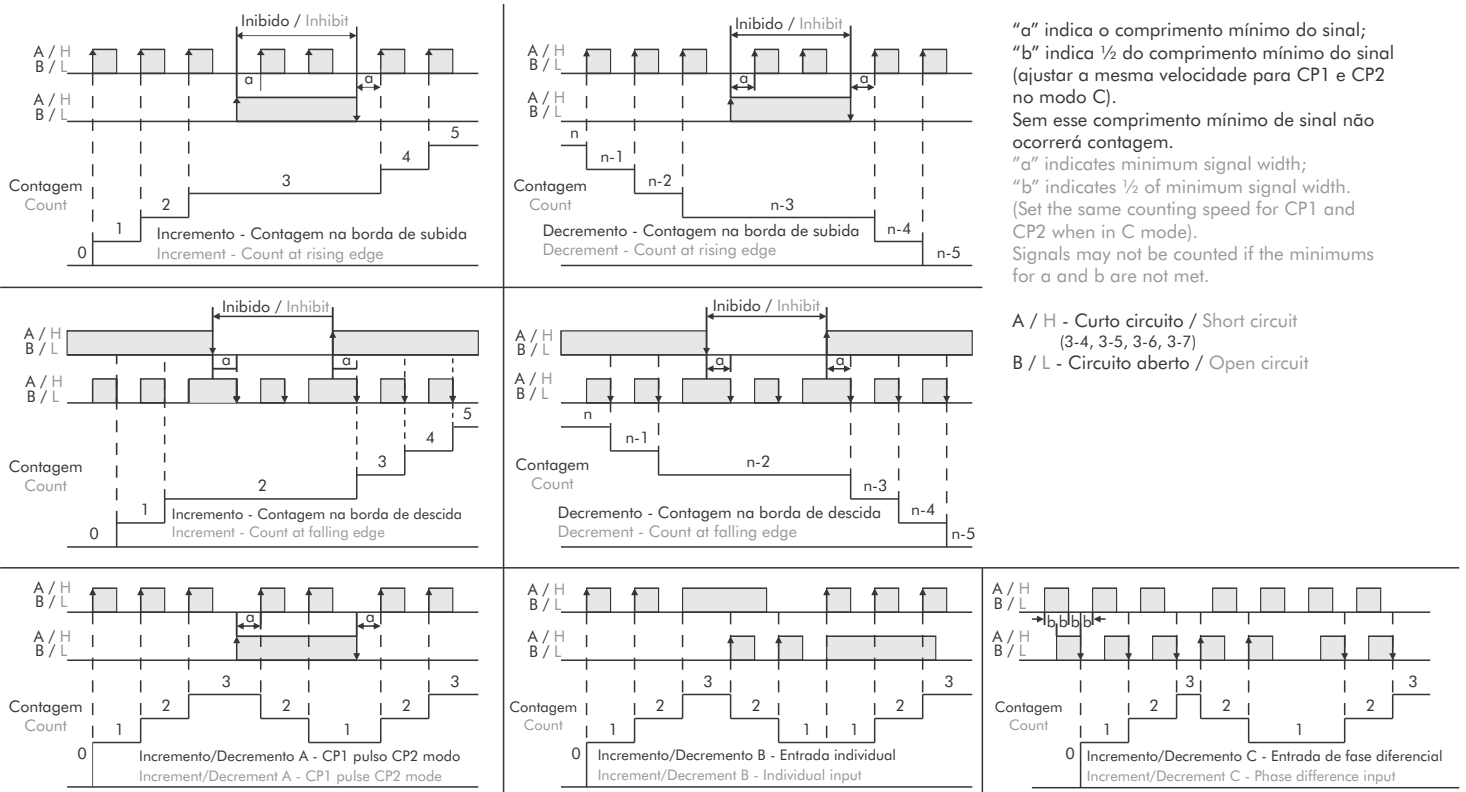 Inibido / Inhibit
A / H
B / L
a
a
A / H
B / L
5
4
3
2
1
0
Contagem
Count
Incremento - Contagem na borda de subida
Increment - Count at rising edge
Inibido / Inhibit
A / H
B / L
a
a
A / H
B / L
n
n-1
n-2
n-3
n-4
n-5
Contagem
Count
Decremento - Contagem na borda de subida
Decrement - Count at rising edge
"a" indica o comprimento mínimo do sinal;
"b" indica ½ do comprimento mínimo do sinal
(ajustar a mesma velocidade para CP1 e CP2
no modo C).
Sem esse comprimento mínimo de sinal não
ocorrerá contagem.
"a" indicates minimum signal width;
"b" indicates ½ of minimum signal width.
(Set the same counting speed for CP1 and
CP2 when in C mode).
Signals may not be counted if the minimums
for a and b are not met.
A / H - Curto circuito / Short circuit
(3-4, 3-5, 3-6, 3-7)
B / L - Circuito aberto / Open circuit
Inibido / Inhibit
A / H
B / L
a
a
A / H
B / L
5
4
3
2
1
0
Contagem
Count
Incremento - Contagem na borda de descida
Increment - Count at falling edge
Inibido / Inhibit
A / H
B / L
a
a
A / H
B / L
n
n-1
n-2
n-3
n-4
n-5
Contagem
Count
Decremento - Contagem na borda de descida
Decrement - Count at falling edge
A / H
B / L
a
a
A / H
B / L
3
3
2
2
2
1
1
0
Contagem
Count
Incremento/Decremento A - CP1 pulso CP2 modo
Increment/Decrement A - CP1 pulse CP2 mode
A / H
B / L
A / H
B / L
3
3
2
2
2
1
1
1
0
Contagem
Count
Incremento/Decremento B - Entrada individual
Increment/Decrement B - Individual input
A / H
B / L
b b b b
A / H
B / L
3
3
2
2
2
1
1
0
Contagem
Count
Incremento/Decremento C - Entrada de fase diferencial
Increment/Decrement C - Phase difference input